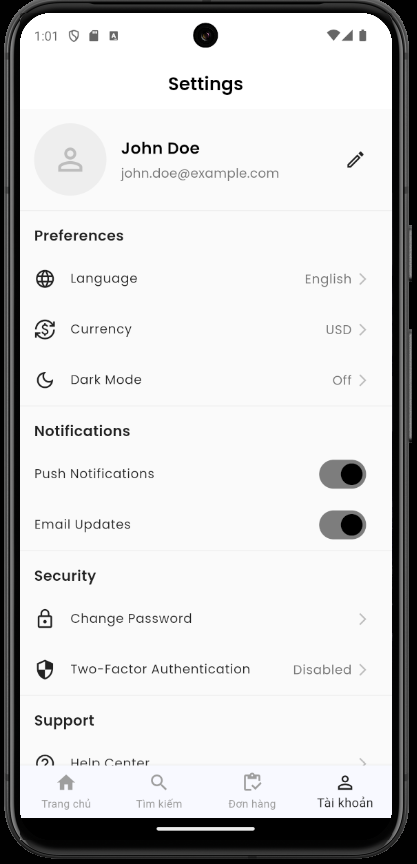 1:01
Settings
John Doe
john.doe@example.com
Preferences
Language English
Currency USD
Dark Mode Off
Notifications
Push Notifications
Email Updates
Security
Change Password
Two-Factor Authentication Disabled
Support
Help Center
Trang chủ Tìm kiếm Đơn hàng Tài khoản